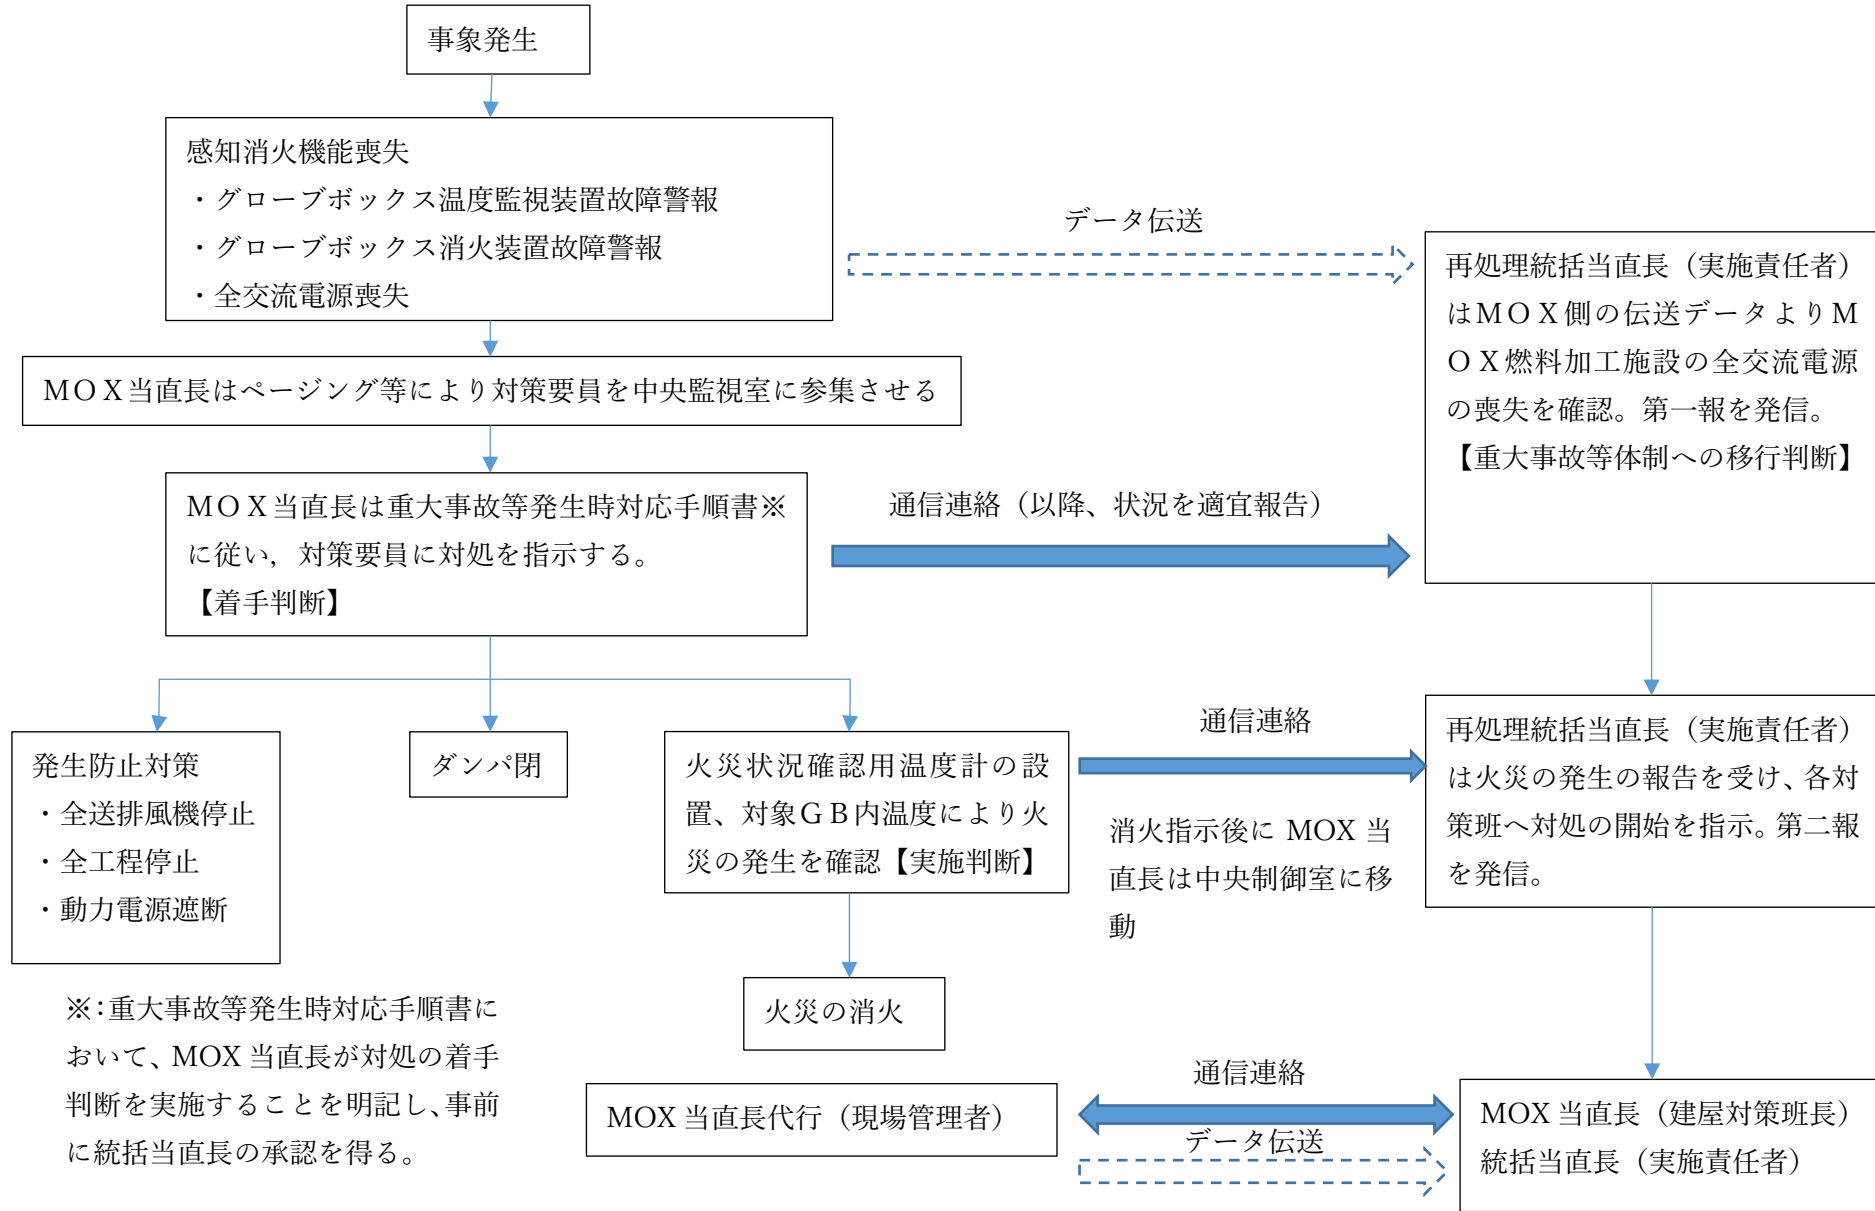 事象発生
感知消火機能喪失
・グローブボックス温度監視装置故障警報
・グローブボックス消火装置故障警報
・全交流電源喪失
データ伝送
再処理統括当直長（実施責任者）
はＭＯＸ側の伝送データよりＭ
ＯＸ燃料加工施設の全交流電源
の喪失を確認。第一報を発信。
【重大事故等体制への移行判断】
ＭＯＸ当直長はページング等により対策要員を中央監視室に参集させる
ＭＯＸ当直長は重大事故等発生時対応手順書※
に従い，対策要員に対処を指示する。
【着手判断】
通信連絡（以降、状況を適宜報告）
発生防止対策
・全送排風機停止
・全工程停止
・動力電源遮断
ダンパ閉
火災状況確認用温度計の設
置、対象ＧＢ内温度により火
災の発生を確認【実施判断】
通信連絡
消火指示後に MOX 当
直長は中央制御室に移
動
再処理統括当直長（実施責任者）
は火災の発生の報告を受け、各対
策班へ対処の開始を指示。第二報
を発信。
火災の消火
※：重大事故等発生時対応手順書に
おいて、MOX 当直長が対処の着手
判断を実施することを明記し、事前
に統括当直長の承認を得る。
MOX 当直長代行（現場管理者）
通信連絡
データ伝送
MOX 当直長（建屋対策班長）
統括当直長（実施責任者）